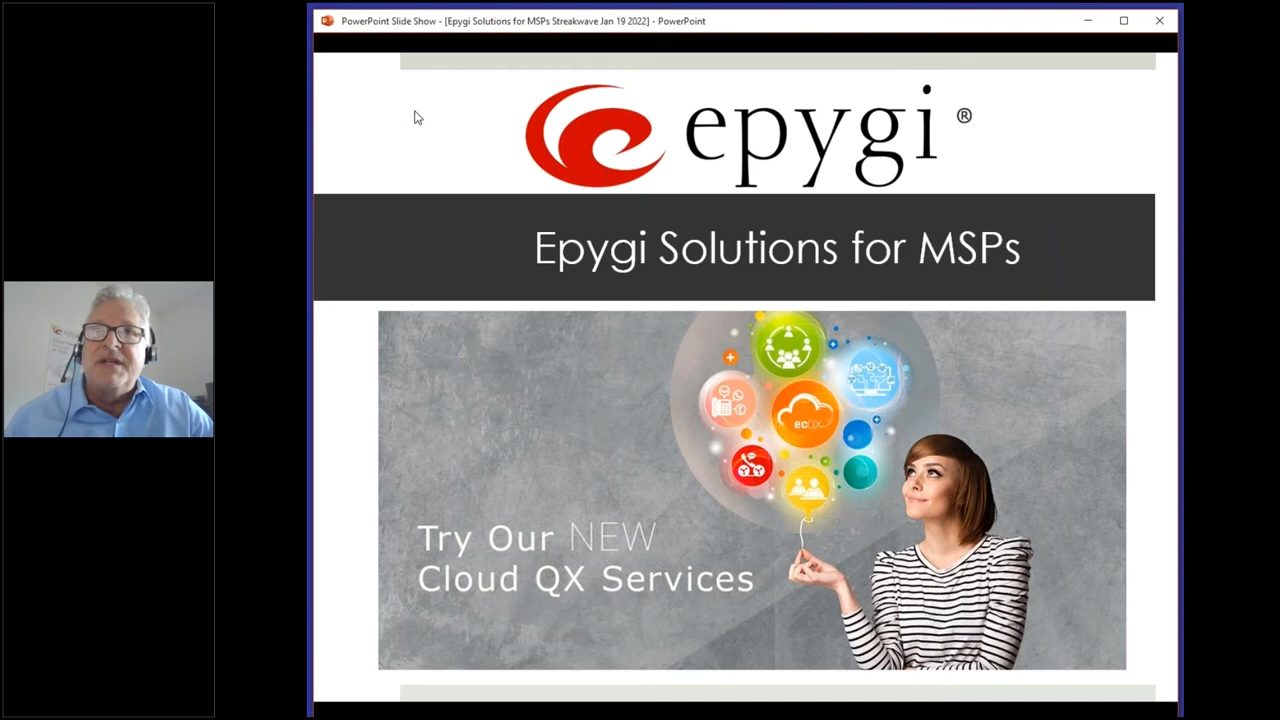 PowerPoint Slide Show - [Epygi Solutions for MSPs Streakwave Jan 19 2022] - PowerPoint
epygi ®
Epygi Solutions for MSPs
ecQX
Try Our NEW
Cloud QX Services